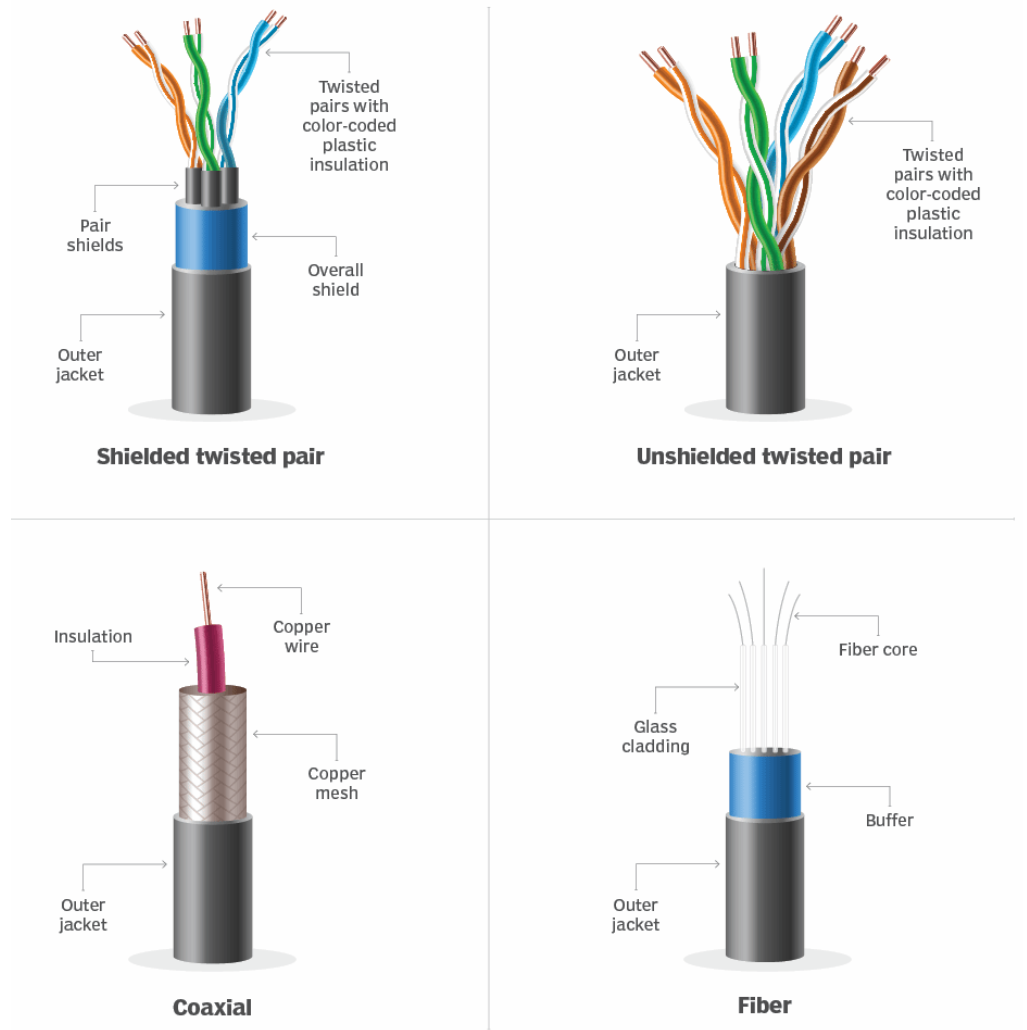 Twisted
pairs with
color-coded
plastic
insulation
Pair
shields
Overall
shield
Outer
jacket
Shielded twisted pair
Twisted
pairs with
color-coded
plastic
insulation
Outer
jacket
Unshielded twisted pair
Copper
wire
Insulation
Copper
mesh
Outer
jacket
Coaxial
Fiber core
Glass
cladding
Buffer
Outer
jacket
Fiber